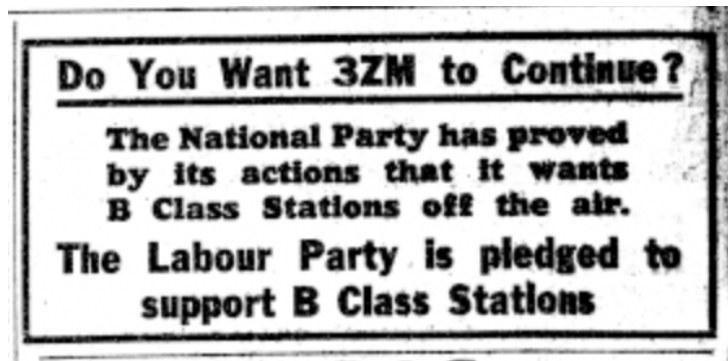 Do You Want 3ZM to Continue?
The National Party has proved
by its actions that it wants
B Class Stations off the air.
The Labour Party is pledged to
support B Class Stations